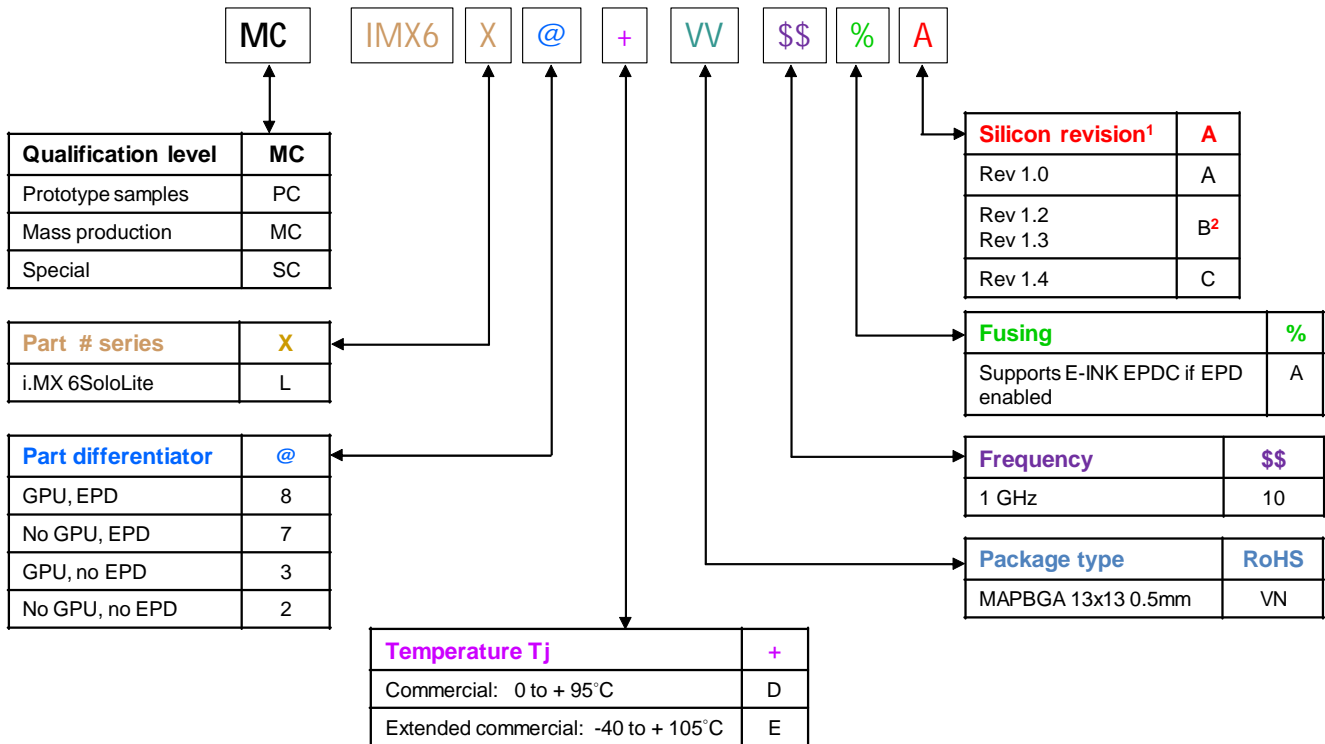 MC IMX6 X @ + VV $$ % A
Qualification level MC
Prototype samples PC
Mass production MC
Special SC
Part # series X
i.MX 6SoloLite L
Part differentiator @
GPU, EPD 8
No GPU, EPD 7
GPU, no EPD 3
No GPU, no EPD 2
Temperature Tj +
Commercial: 0 to + 95°C D
Extended commercial: -40 to + 105°C E
Silicon revision¹ A
Rev 1.0 A
Rev 1.2
Rev 1.3
B²
Rev 1.4 C
Fusing %
Supports E-INK EPDC if EPD
enabled
A
Frequency $$
1 GHz 10
Package type RoHS
MAPBGA 13x13 0.5mm VN